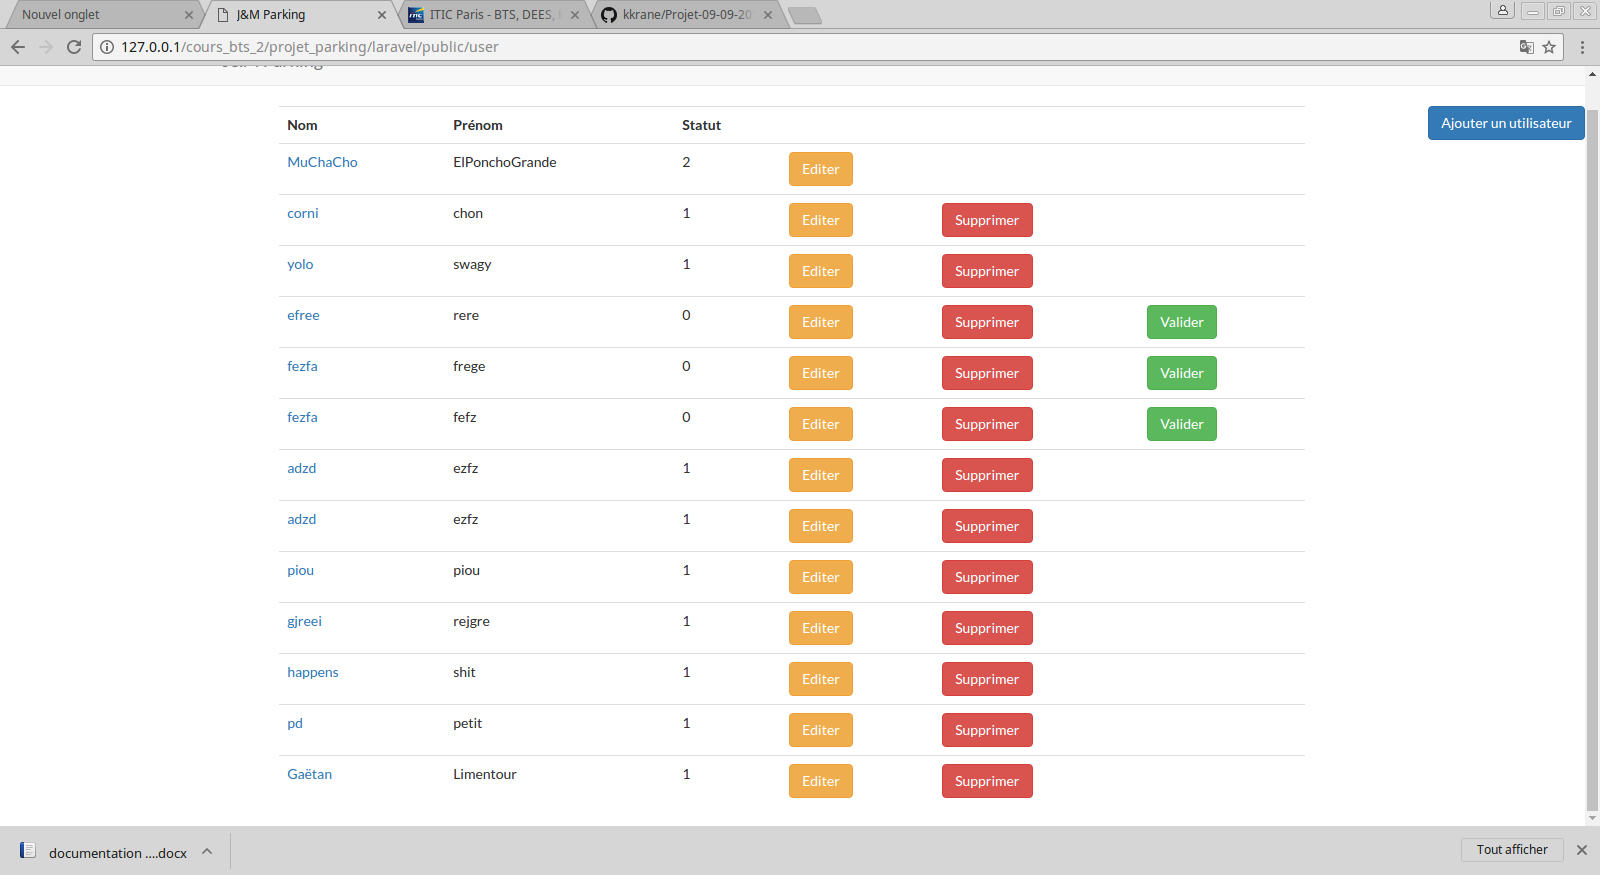 Nouvel onglet
J&M Parking
ITIC Paris - BTS, DEES,
kkrane/Projet-09-09-20
127.0.0.1/cours_bts_2/projet_parking/laravel/public/user
Ajouter un utilisateur
Nom Prénom Statut
MuChaCho ElPonchoGrande 2 Editer
corni chon 1 Editer Supprimer
yolo swagy 1 Editer Supprimer
efree rere 0 Editer Supprimer Valider
fezfa frege 0 Editer Supprimer Valider
fezfa fefz 0 Editer Supprimer Valider
adzd ezfz 1 Editer Supprimer
adzd ezfz 1 Editer Supprimer
piou piou 1 Editer Supprimer
gjreei rejgre 1 Editer Supprimer
happens shit 1 Editer Supprimer
pd petit 1 Editer Supprimer
Gaëtan Limentour 1 Editer Supprimer
documentation ....docx
Tout afficher